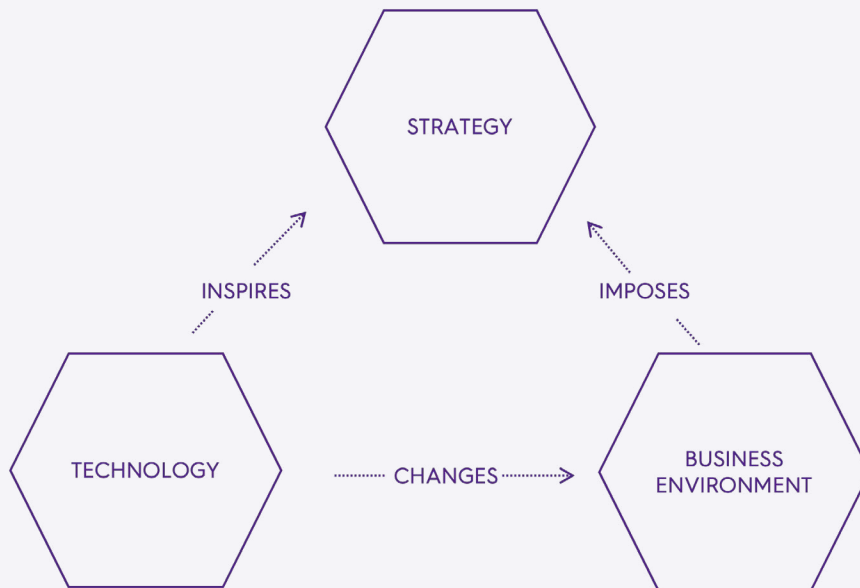 STRATEGY
INSPIRES
IMPOSES
TECHNOLOGY
CHANGES
BUSINESS
ENVIRONMENT